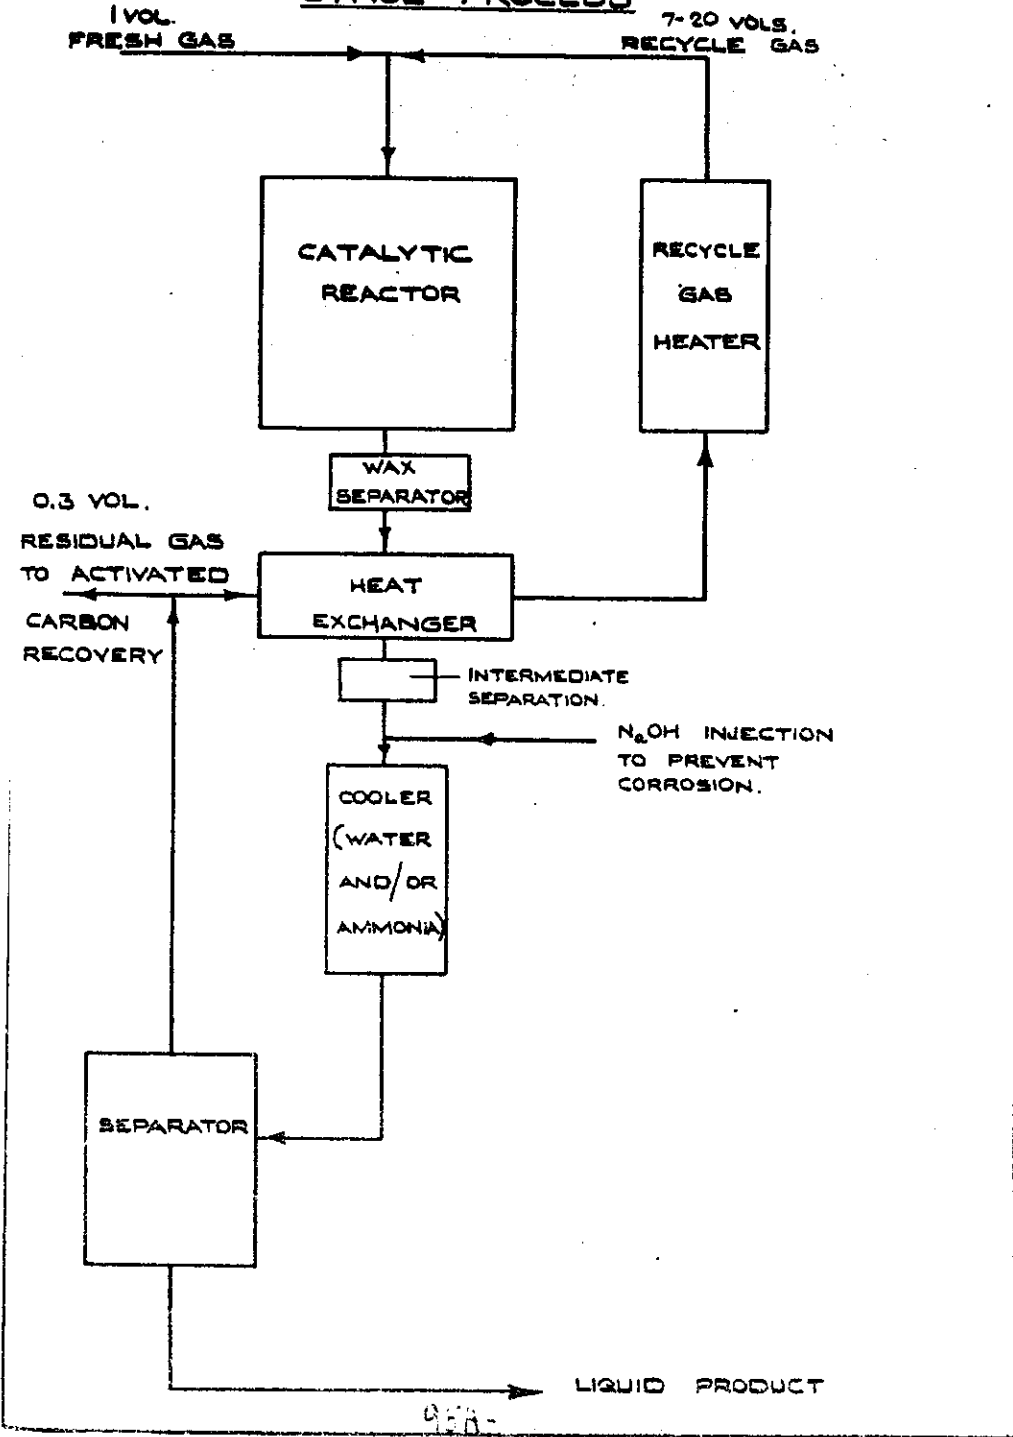 STAGE PROCESS
1 VOL.
FRESH GAS
7-20 VOLS.
RECYCLE GAS
CATALYTIC
REACTOR
RECYCLE
GAS
HEATER
WAX
SEPARATOR
0.3 VOL.
RESIDUAL GAS
TO ACTIVATED
CARBON
RECOVERY
HEAT
EXCHANGER
INTERMEDIATE
SEPARATION.
NaOH INJECTION
TO PREVENT
CORROSION.
COOLER
(WATER
AND/OR
AMMONIA)
SEPARATOR
LIQUID PRODUCT